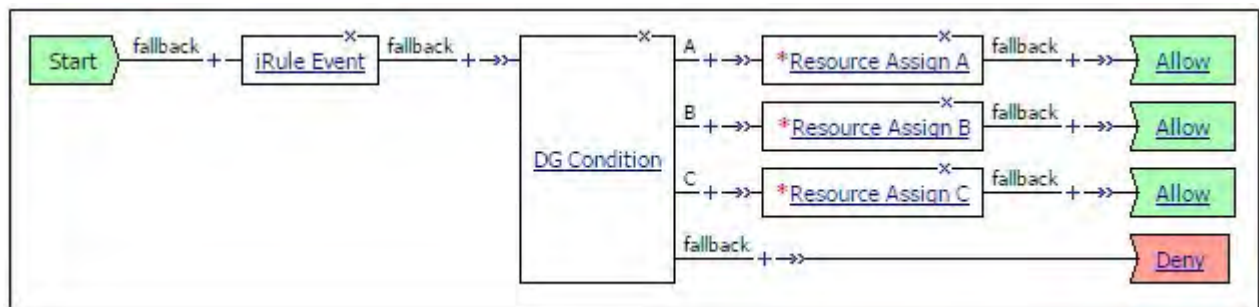 Start fallback + iRule Event × fallback + DG Condition × A + *Resource Assign A × fallback + Allow
B + *Resource Assign B × fallback + Allow
C + *Resource Assign C × fallback + Allow
fallback + Deny